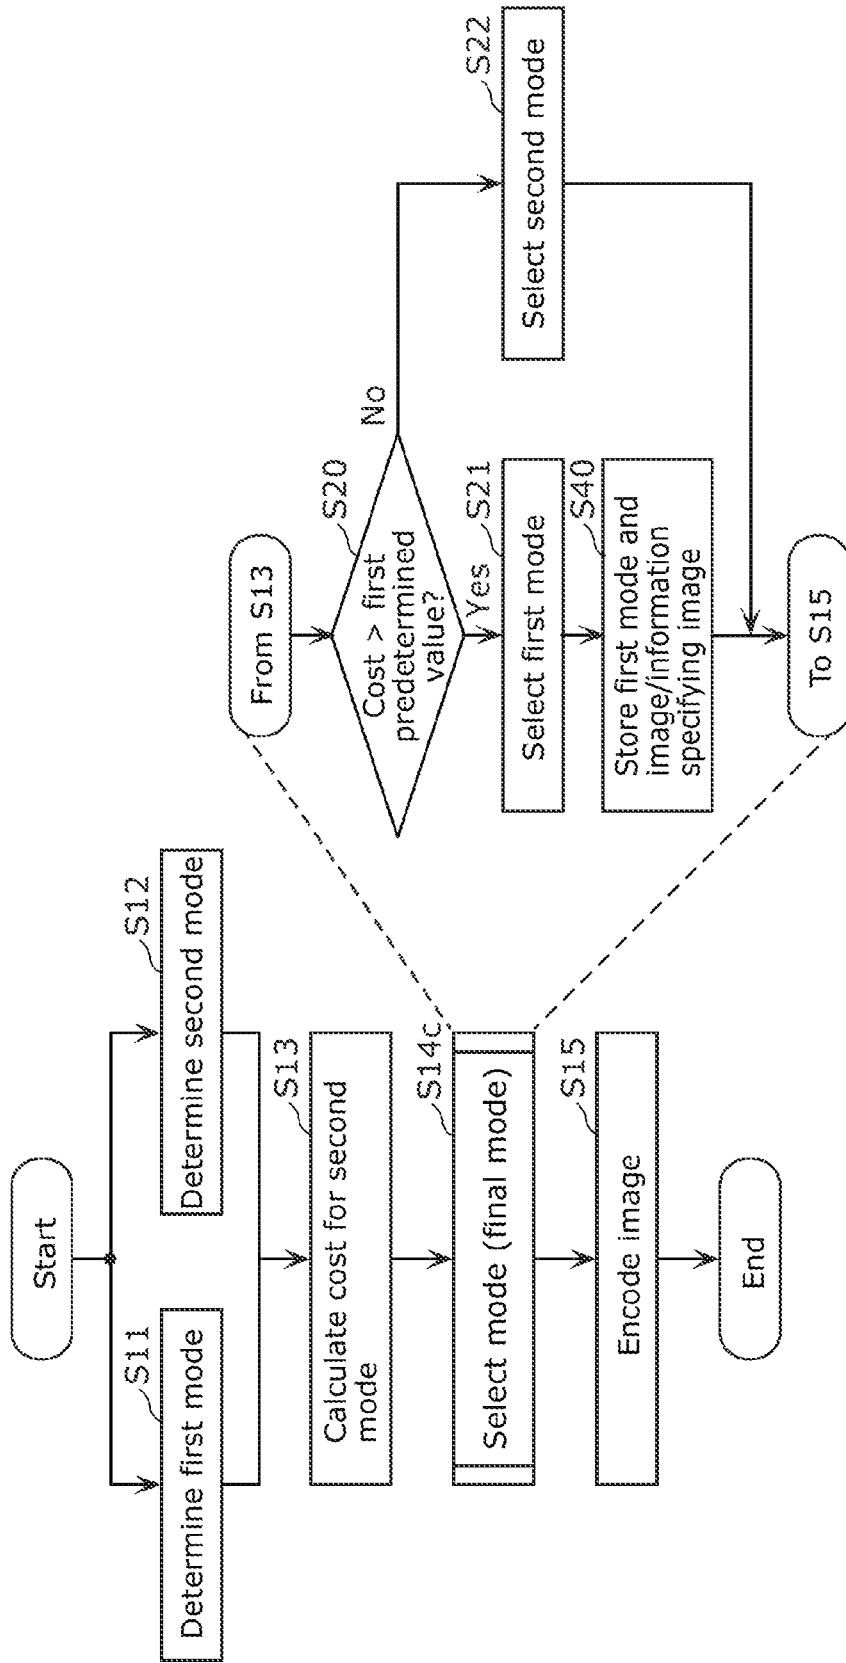 Start
S11
Determine first mode
S12
Determine second mode
S13
Calculate cost for second
mode
S14c
Select mode (final mode)
S15
Encode image
End
From S13
S20
Cost > first
predetermined
value?
No
Yes
S21
Select first mode
S40
Store first mode and
image/information
specifying image
S22
Select second mode
To S15